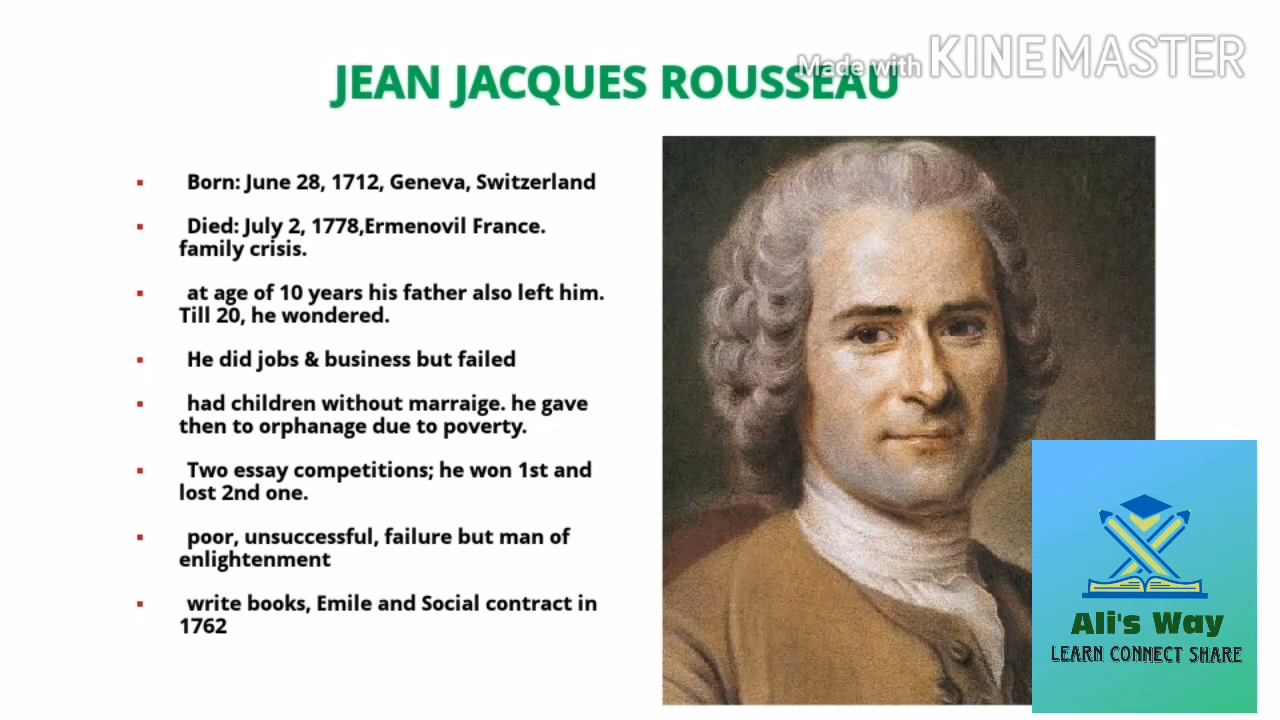 Made with KINEMASTER
JEAN JACQUES ROUSSEAU
▪ Born: June 28, 1712, Geneva, Switzerland
▪ Died: July 2, 1778,Ermenovil France.
family crisis.
▪ at age of 10 years his father also left him.
Till 20, he wondered.
▪ He did jobs & business but failed
▪ had children without marraige. he gave
then to orphanage due to poverty.
▪ Two essay competitions; he won 1st and
lost 2nd one.
▪ poor, unsuccessful, failure but man of
enlightenment
▪ write books, Emile and Social contract in
1762
Ali's Way
LEARN CONNECT SHARE